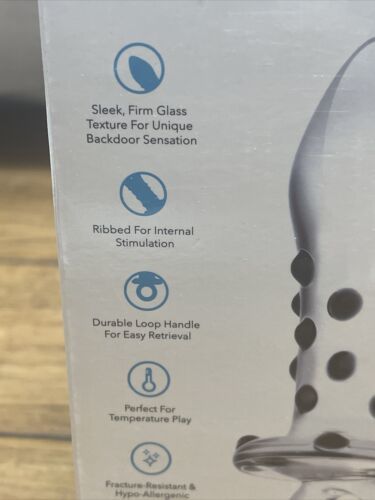 Sleek, Firm Glass
Texture For Unique
Backdoor Sensation
Ribbed For Internal
Stimulation
Durable Loop Handle
For Easy Retrieval
Perfect For
Temperature Play
Fracture-Resistant &
Hypo-Allergenic